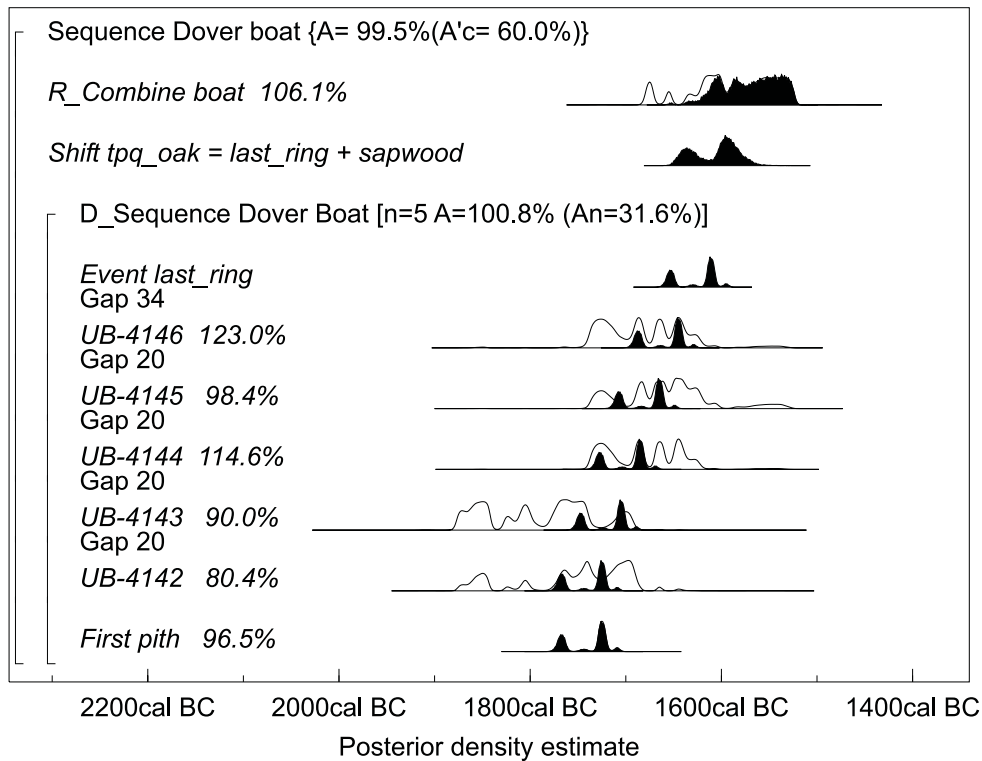 Sequence Dover boat {A= 99.5%(A'c= 60.0%)}
R_Combine boat 106.1%
Shift tpq_oak = last_ring + sapwood
D_Sequence Dover Boat [n=5 A=100.8% (An=31.6%)]
Event last_ring
Gap 34
UB-4146 123.0%
Gap 20
UB-4145 98.4%
Gap 20
UB-4144 114.6%
Gap 20
UB-4143 90.0%
Gap 20
UB-4142 80.4%
First pith 96.5%
2200cal BC 2000cal BC 1800cal BC 1600cal BC 1400cal BC
Posterior density estimate